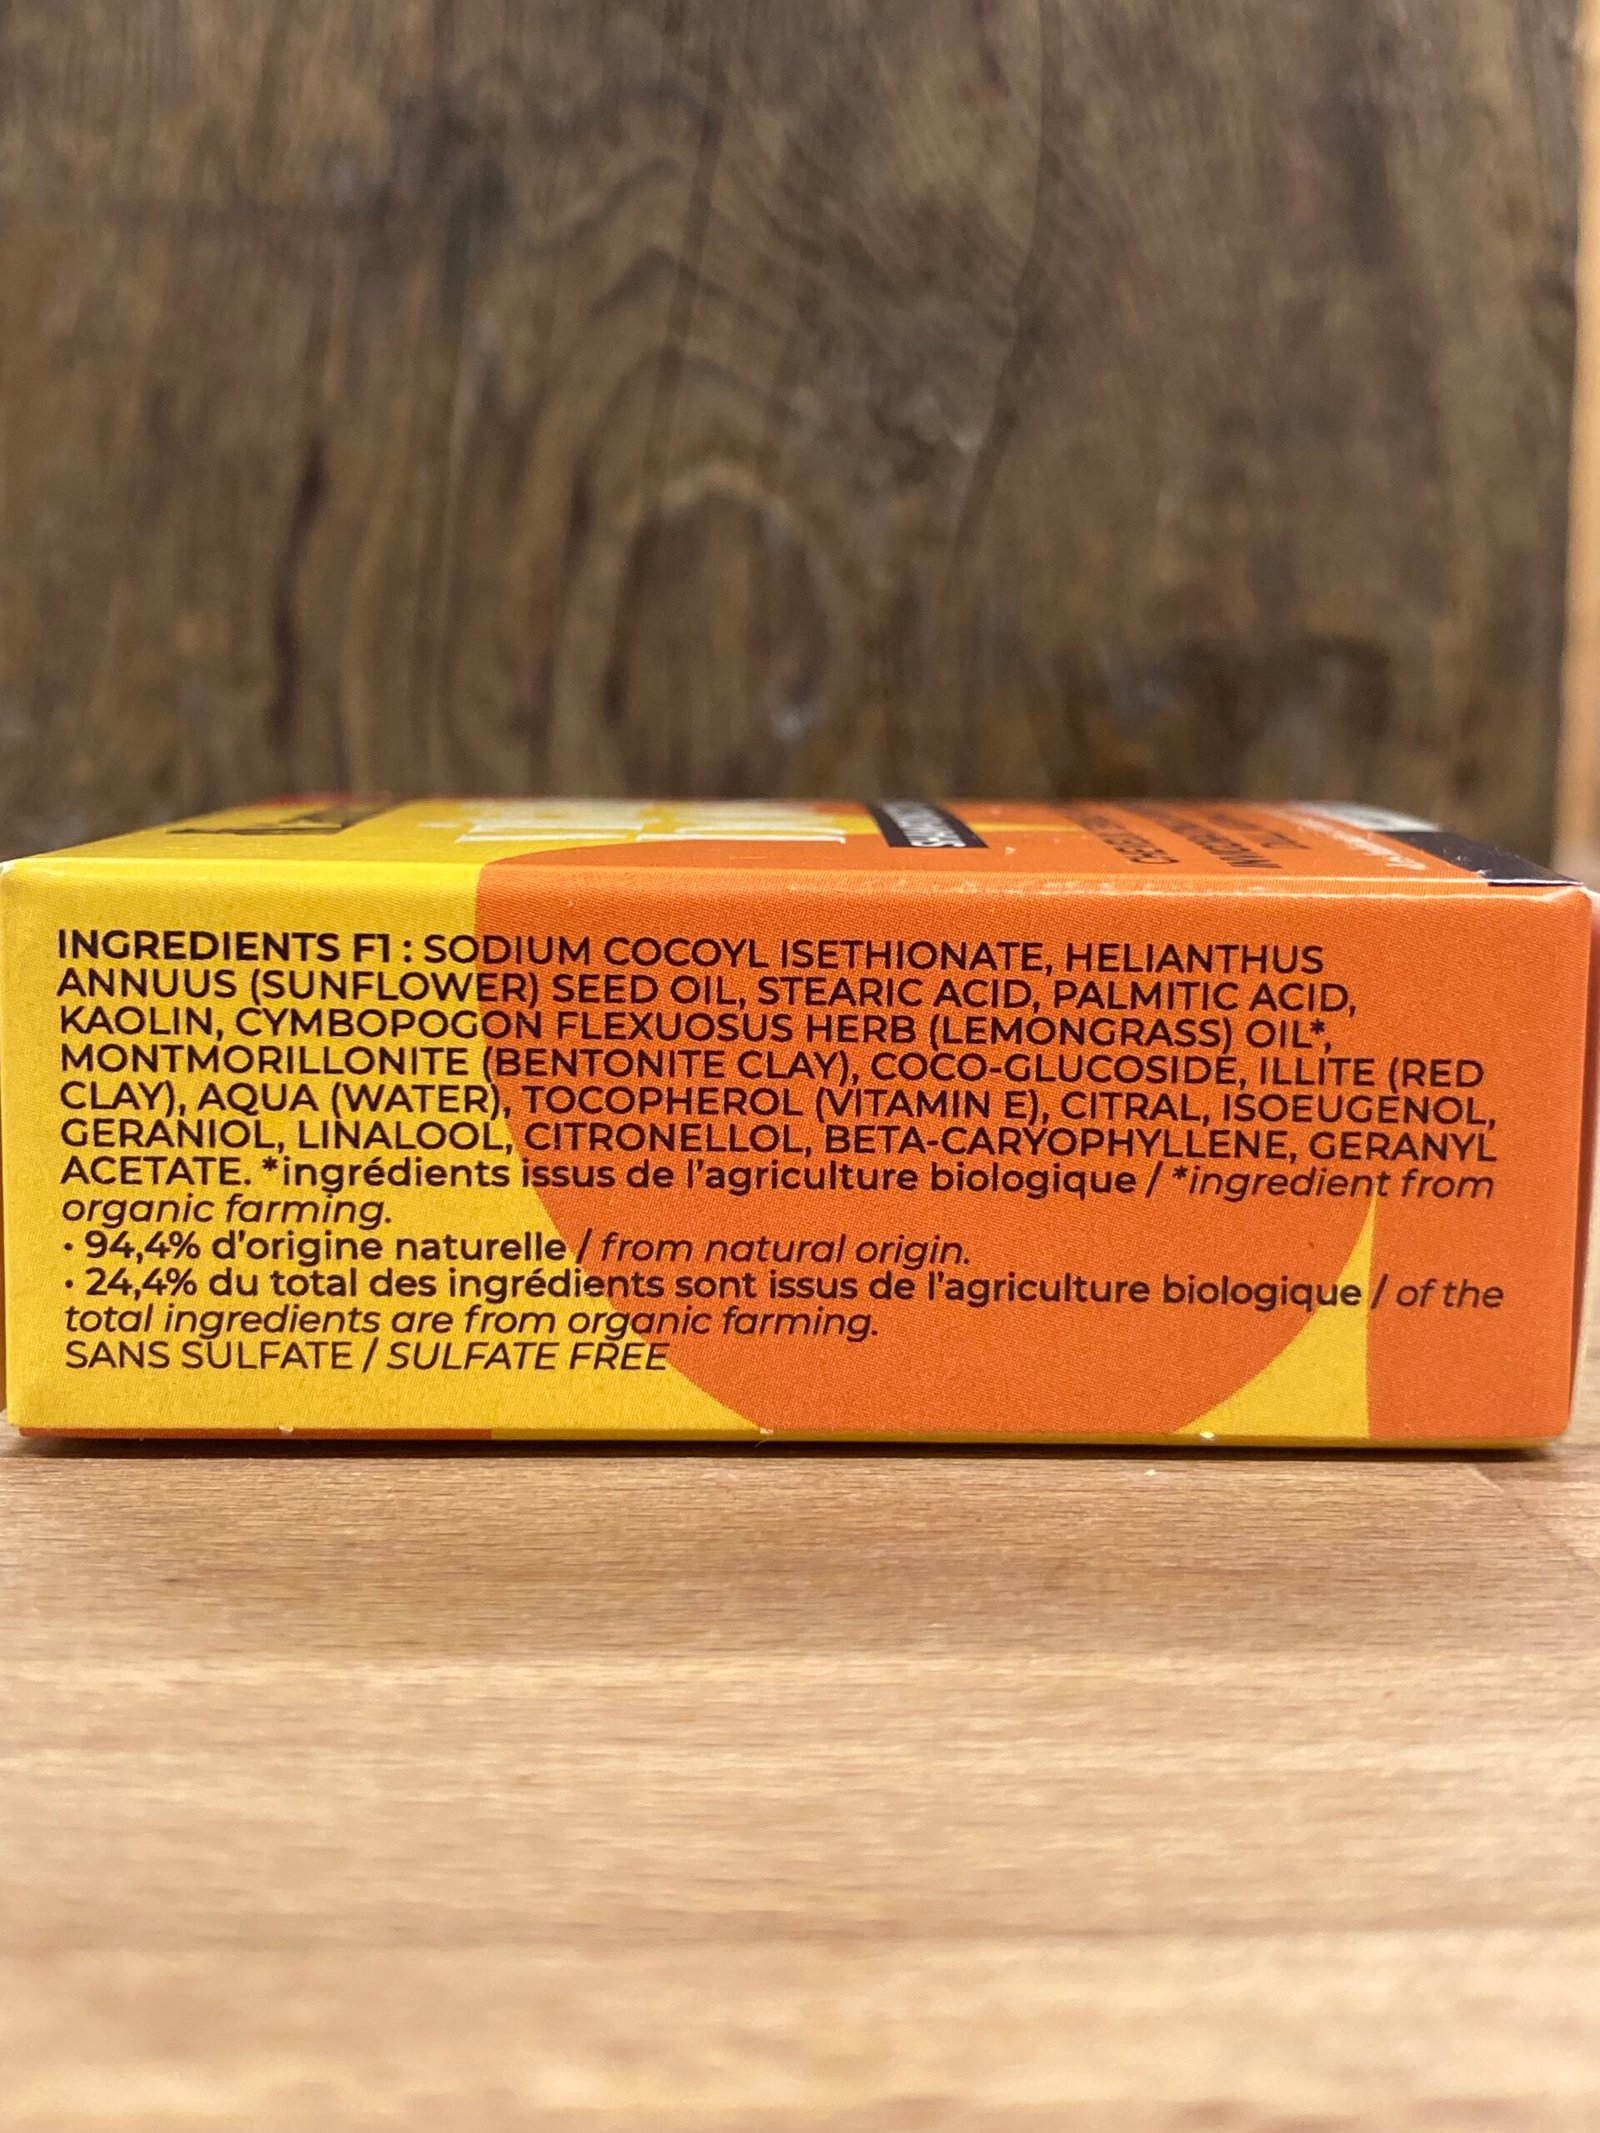 INGREDIENTS F1 : SODIUM COCOYL ISETHIONATE, HELIANTHUS
ANNUUS (SUNFLOWER) SEED OIL, STEARIC ACID, PALMITIC ACID,
KAOLIN, CYMBOPOGON FLEXUOSUS HERB (LEMONGRASS) OIL*,
MONTMORILLONITE (BENTONITE CLAY), COCO-GLUCOSIDE, ILLITE (RED
CLAY), AQUA (WATER), TOCOPHEROL (VITAMIN E), CITRAL, ISOEUGENOL,
GERANIOL, LINALOOL, CITRONELLOL, BETA-CARYOPHYLLENE, GERANYL
ACETATE. *ingrédients issus de l'agriculture biologique / *ingredient from
organic farming.
• 94,4% d'origine naturelle / from natural origin.
• 24,4% du total des ingrédients sont issus de l'agriculture biologique / of the
total ingredients are from organic farming.
SANS SULFATE / SULFATE FREE